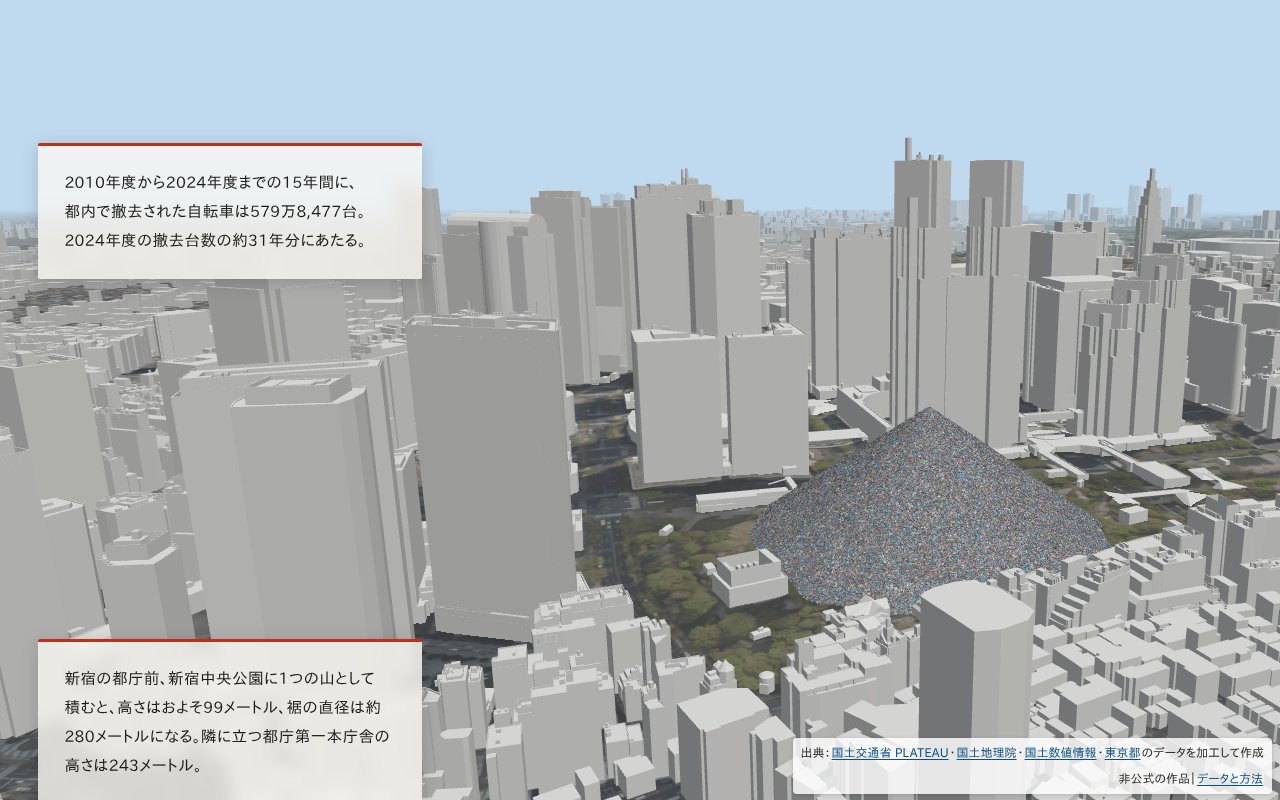 2010年度から2024年度までの15年間に、
都内で撤去された自転車は579万8,477台。
2024年度の撤去台数の約31年分にあたる。
新宿の都庁前、新宿中央公園に1つの山として
積むと、高さはおよそ99メートル、裾の直径は約
280メートルになる。隣に立つ都庁第一本庁舎の
高さは243メートル。
出典：国土交通省 PLATEAU・国土地理院・国土数値情報・東京都のデータを加工して作成
非公式の作品 | データと方法